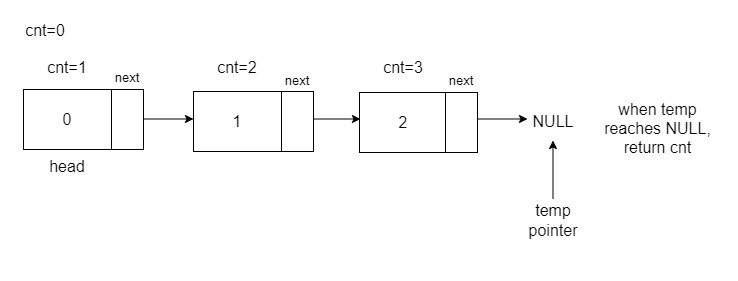 cnt=0
cnt=1
cnt=2
cnt=3
next
next
next
0
1
2
NULL
when temp
reaches NULL,
return cnt
head
temp
pointer